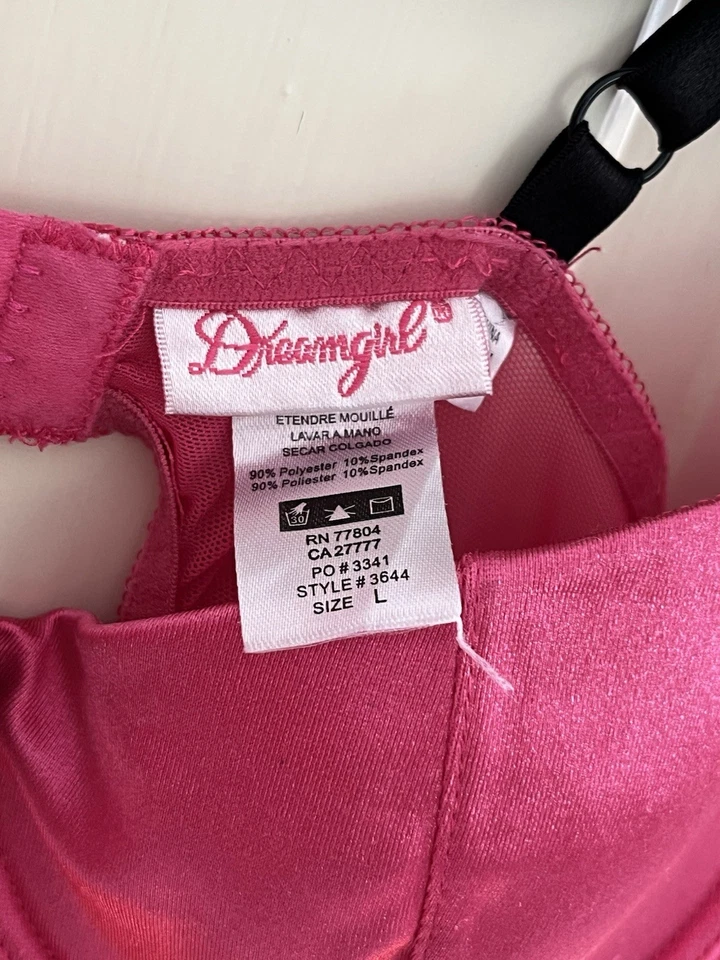 Dreamgirl
ETENDRE MOUILLÉ
LAVAR A MANO
SECAR COLGADO
90% Polyester 10%Spandex
90% Poliester 10%Spandex
30
RN 77804
CA 27777
PO # 3341
STYLE # 3644
SIZE L